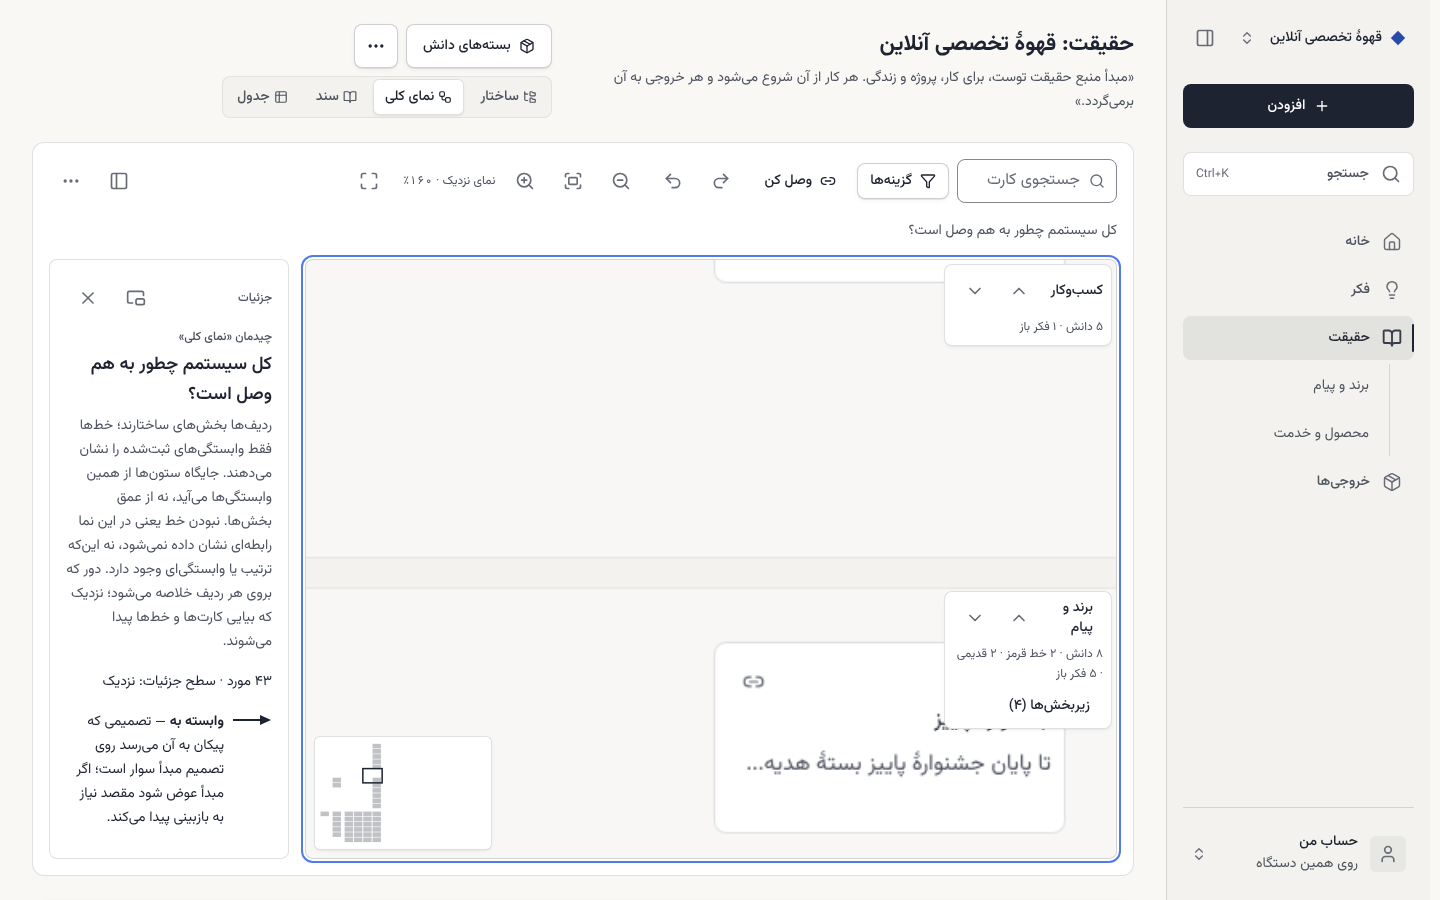 قهوهٔ تخصصی آنلاین
افزودن
جستجو
Ctrl+K
خانه
فکر
حقیقت
برند و پیام
محصول و خدمت
خروجی‌ها
حساب من
روی همین دستگاه
حقیقت: قهوهٔ تخصصی آنلاین
«مبدأ منبع حقیقت توست، برای کار، پروژه و زندگی. هر کار از آن شروع می‌شود و هر خروجی به آن
برمی‌گردد.»
بسته‌های دانش
ساختار
نمای کلی
سند
جدول
جستجوی کارت
گزینه‌ها
وصل کن
نمای نزدیک · ۱۶۰٪
کل سیستمم چطور به هم وصل است؟
کسب‌وکار
۵ دانش · ۱ فکر باز
برند و
پیام
۸ دانش · ۲ خط قرمز · ۲ قدیمی
· ۵ فکر باز
زیربخش‌ها (۴)
تا پایان جشنوارهٔ پاییز بستهٔ هدیه...
جزئیات
چیدمان «نمای کلی»
کل سیستمم چطور به هم
وصل است؟
ردیف‌ها بخش‌های ساختارند؛ خط‌ها
فقط وابستگی‌های ثبت‌شده را نشان
می‌دهند. جایگاه ستون‌ها از همین
وابستگی‌ها می‌آید، نه از عمق
بخش‌ها. نبودن خط یعنی در این نما
رابطه‌ای نشان داده نمی‌شود، نه این‌که
ترتیب یا وابستگی‌ای وجود دارد. دور که
بروی هر ردیف خلاصه می‌شود؛ نزدیک
که بیایی کارت‌ها و خط‌ها پیدا
می‌شوند.
۴۳ مورد · سطح جزئیات: نزدیک
وابسته به — تصمیمی که
پیکان به آن می‌رسد روی
تصمیم مبدأ سوار است؛ اگر
مبدأ عوض شود مقصد نیاز
به بازبینی پیدا می‌کند.